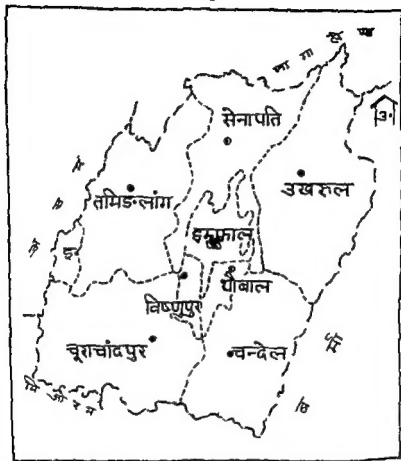 सेनापति
उ.
उखरुल
तमिङलांग
इम्फाल
थौबाल
विष्णुपुर
चूराचांदपुर
चन्देल
मि जो र म